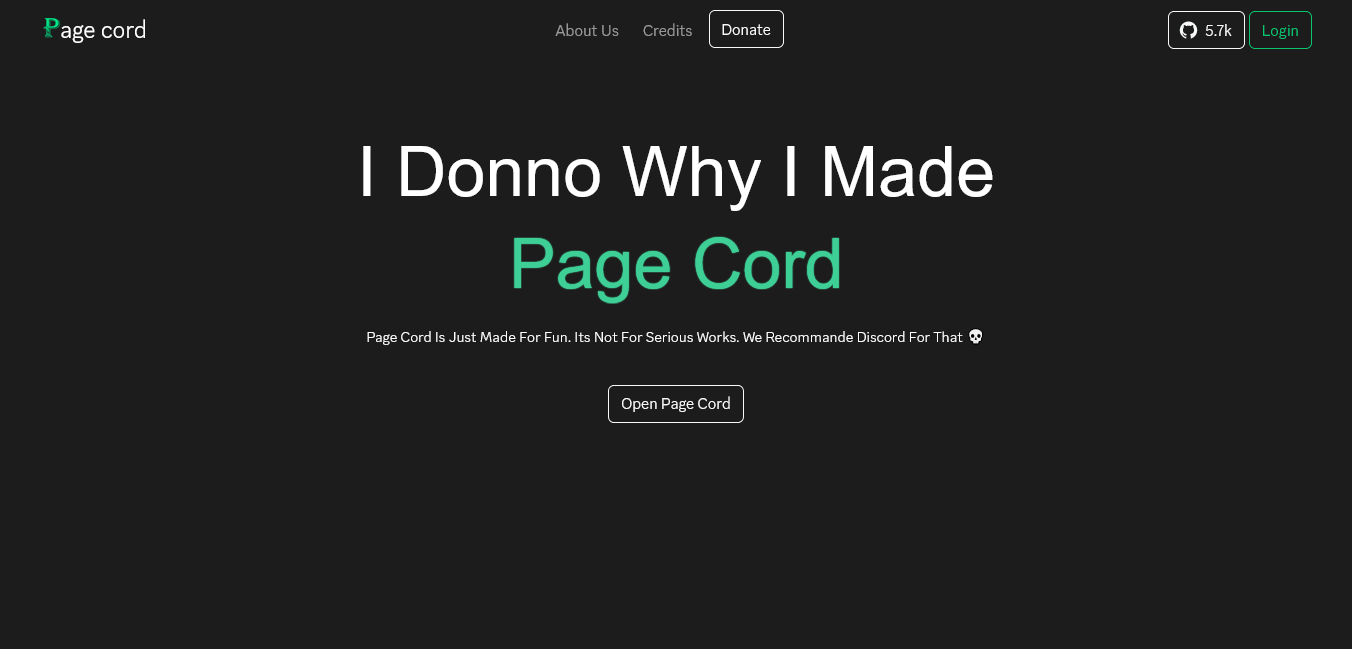 Page cord
About Us
Credits
Donate
5.7k
Login
I Donno Why I Made
Page Cord
Page Cord Is Just Made For Fun. Its Not For Serious Works. We Recommande Discord For That 💀
Open Page Cord